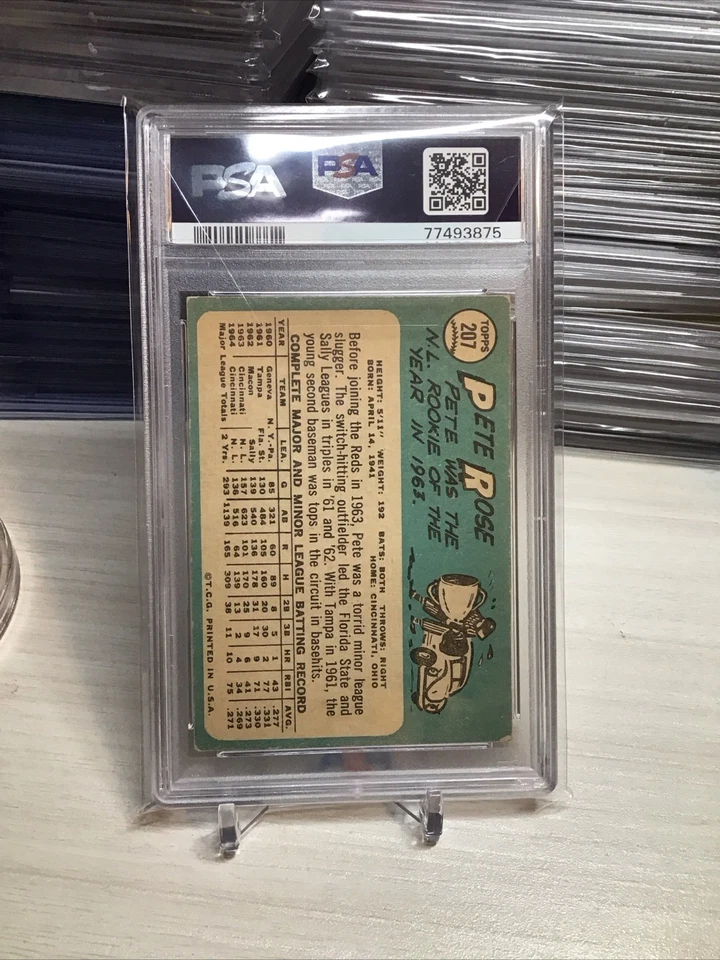 PSA
PSA
77493875
TOPPS
207
PETE ROSE
PETE WAS THE
N.L. ROOKIE OF THE
YEAR IN 1963.
HEIGHT: 5'11" WEIGHT: 192 BATS: BOTH THROWS: RIGHT
BORN: APRIL 14, 1941 HOME: CINCINNATI, OHIO
Before joining the Reds in 1963, Pete was a torrid minor league
slugger. The switch-hitting outfielder led the Florida State and
Sally Leagues in triples in '61 and '62. With Tampa in 1961, the
young second baseman was tops in the circuit in basehits.
COMPLETE MAJOR AND MINOR LEAGUE BATTING RECORD
YEAR TEAM LEA. G AB R H 2B 3B HR RBI AVG.
1960 Geneva N.Y.-Pa. 85 321 60 89 8 5 1 43 .277
1961 Tampa Fla. St. 130 484 105 160 20 30 2 77 .331
1962 Macon Sally 139 540 136 178 31 17 9 71 .330
1963 Cincinnati N. L. 157 623 101 170 25 9 6 41 .273
1964 Cincinnati N. L. 136 516 64 139 13 2 4 34 .269
Major League Totals 2 Yrs. 293 1139 165 309 38 11 10 75 .271
©T.C.G. PRINTED IN U.S.A.